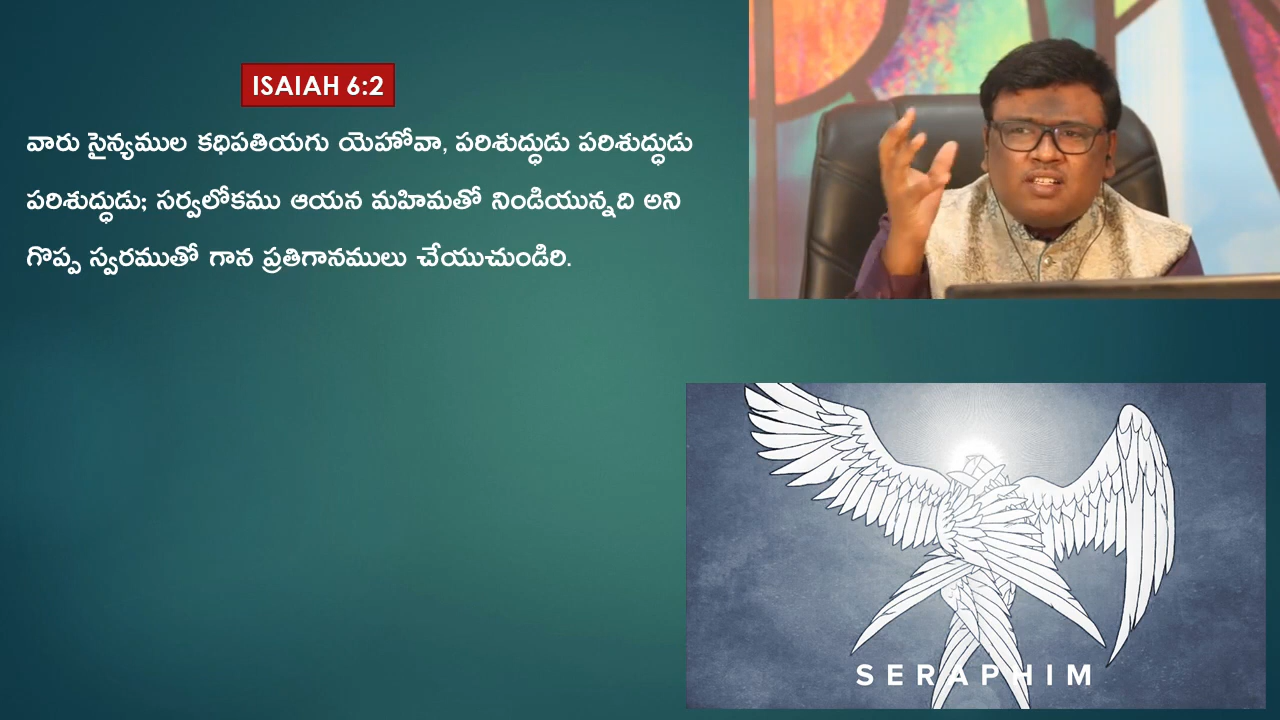 ISAIAH 6:2
వారు సైన్యముల కధిపతియగు యెహోవా, పరిశుద్ధుడు పరిశుద్ధుడు
పరిశుద్ధుడు; సర్వలోకము ఆయన మహిమతో నిండియున్నది అని
గొప్ప స్వరముతో గాన ప్రతిగానములు చేయుచుండిరి.
SERAPHIM